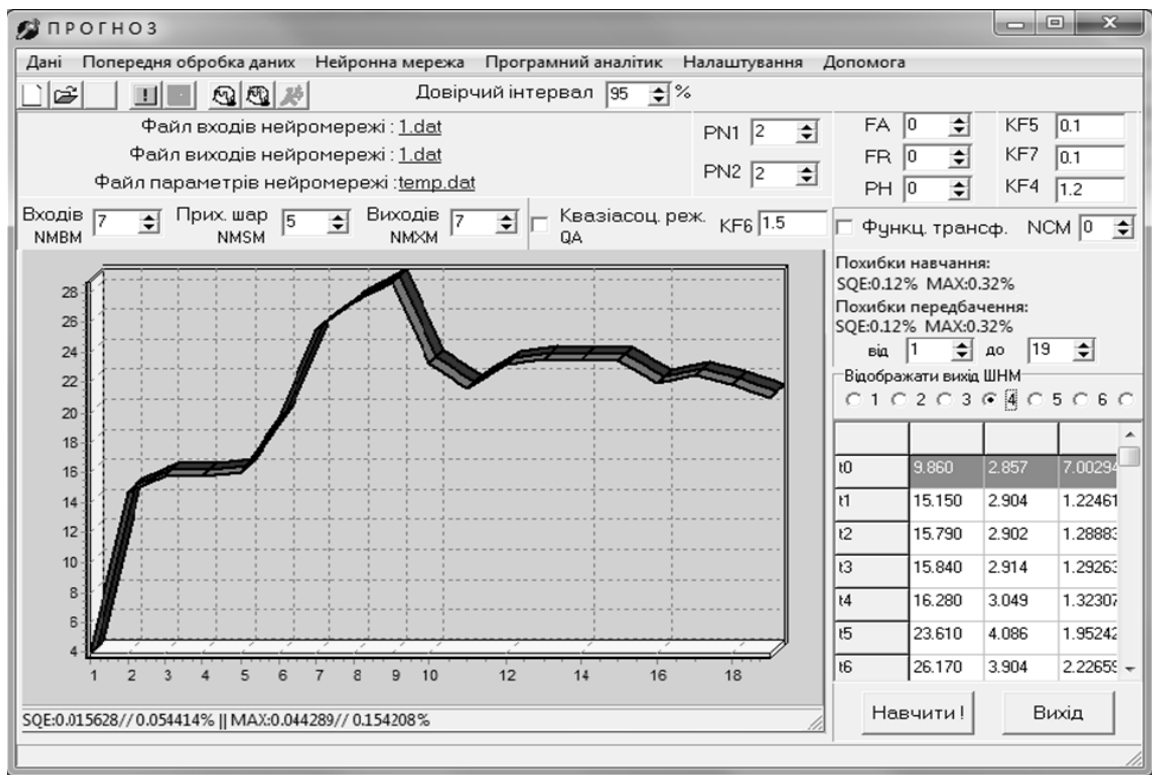 ПРОГНОЗ
Дані Попередня обробка даних Нейронна мережа Програмний аналітик Налаштування Допомога
Довірчий інтервал 95 %
Файл входів нейромережі : 1.dat
Файл виходів нейромережі : 1.dat
Файл параметрів нейромережі :temp.dat
PN1 2
PN2 2
FA 0 KF5 0.1
FR 0 KF7 0.1
PH 0 KF4 1.2
Входів NMBM 7 Прих. шар NMSM 5 Виходів NMXM 7
Квазіасоц. реж. QA KF6 1.5
Функц. трансф. NCM 0
28
26
24
22
20
18
16
14
12
10
8
6
4
1 2 3 4 5 6 7 8 9 10 12 14 16 18
SQE:0.015628// 0.054414% || MAX:0.044289// 0.154208%
Похибки навчання:
SQE:0.12% MAX:0.32%
Похибки передбачення:
SQE:0.12% MAX:0.32%
від 1 до 19
Відображати вихід ШНМ
1 2 3 4 5 6
t0 9.860 2.857 7.00294
t1 15.150 2.904 1.22461
t2 15.790 2.902 1.28883
t3 15.840 2.914 1.29263
t4 16.280 3.049 1.32307
t5 23.610 4.086 1.95242
t6 26.170 3.904 2.22659
Навчити! Вихід